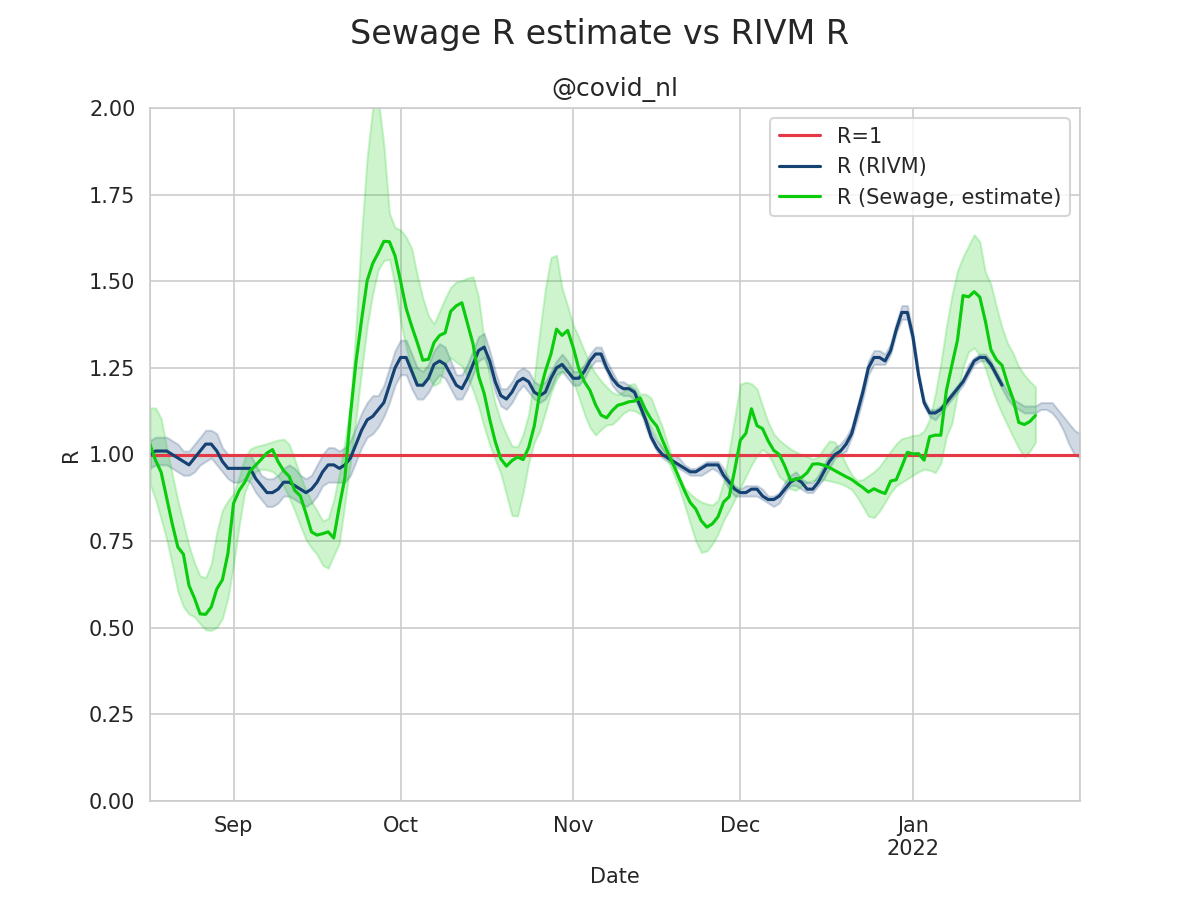 Sewage R estimate vs RIVM R
@covid_nl
2.00
1.75
1.50
1.25
1.00
0.75
0.50
0.25
0.00
R
R=1
R (RIVM)
R (Sewage, estimate)
Sep Oct Nov Dec Jan
2022
Date